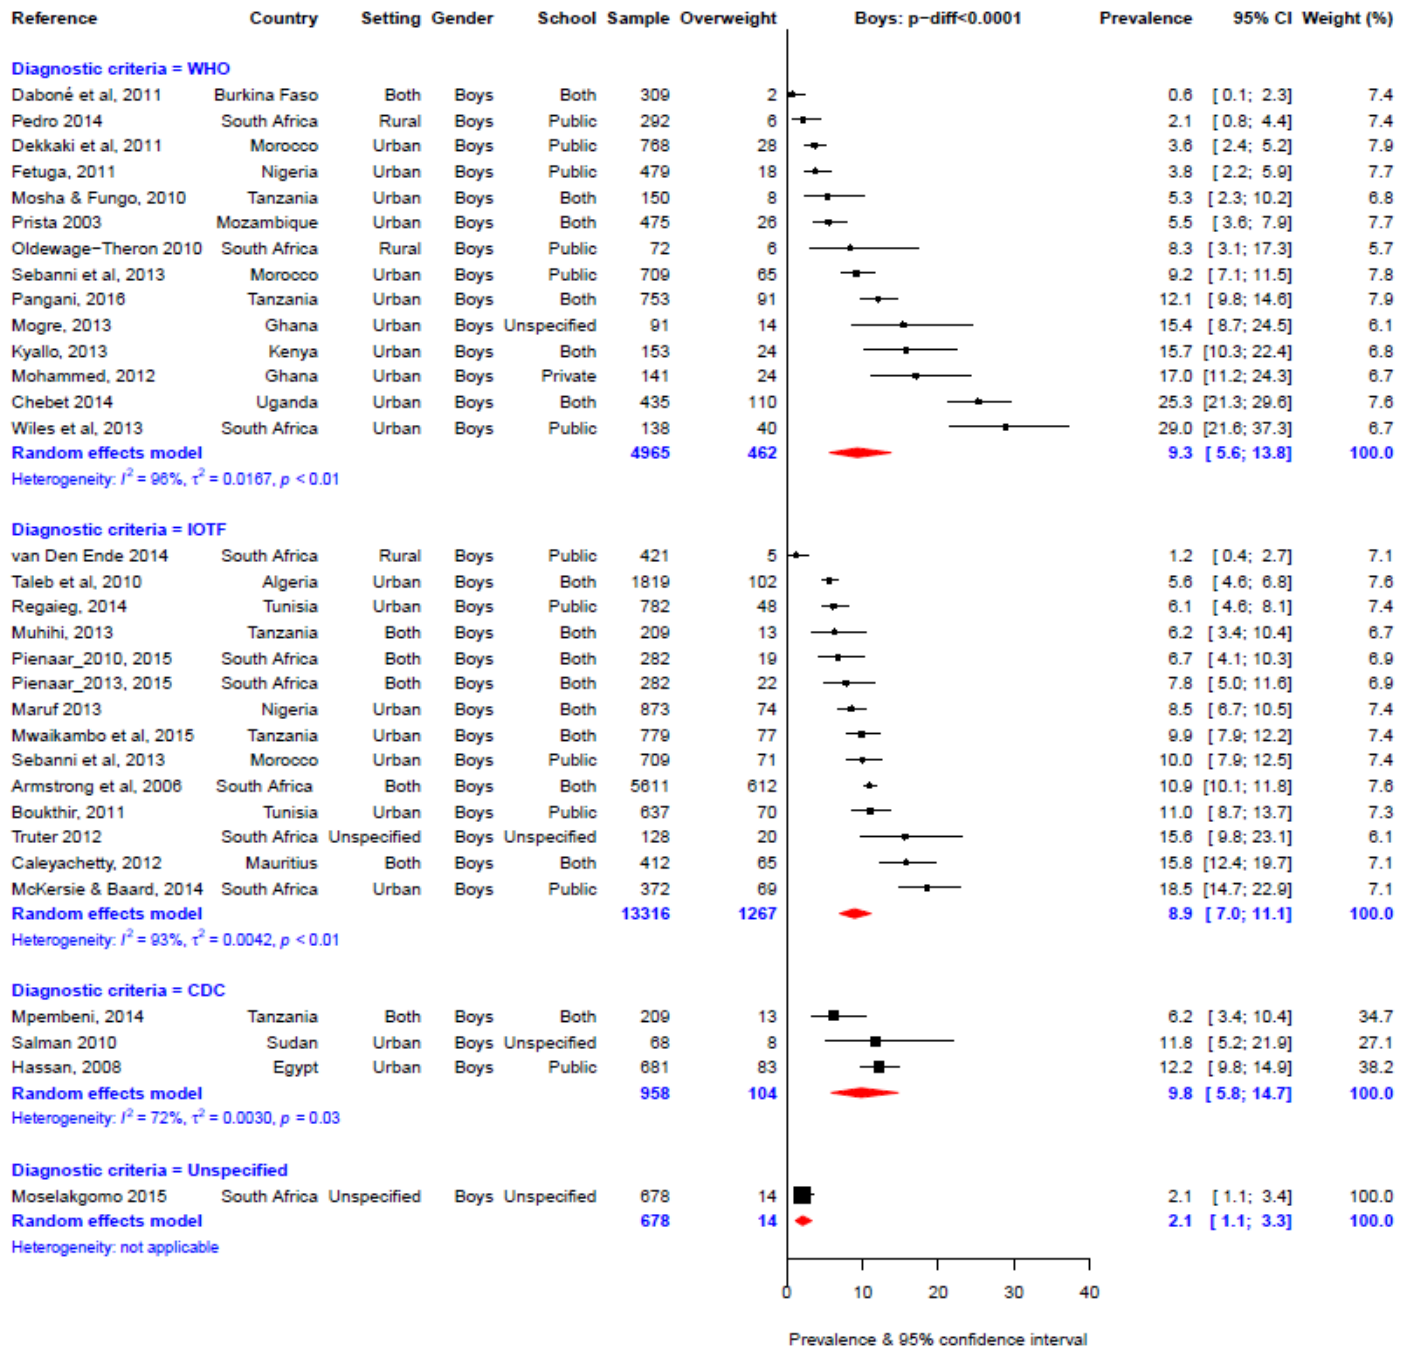 Reference Country Setting Gender School Sample Overweight Boys: p−diff<0.0001 Prevalence 95% CI Weight (%)
Diagnostic criteria = WHO
Daboné et al, 2011 Burkina Faso Both Boys Both 309 2 0.6 [ 0.1; 2.3] 7.4
Pedro 2014 South Africa Rural Boys Public 292 6 2.1 [ 0.8; 4.4] 7.4
Dekkaki et al, 2011 Morocco Urban Boys Public 768 28 3.6 [ 2.4; 5.2] 7.9
Fetuga, 2011 Nigeria Urban Boys Public 479 18 3.8 [ 2.2; 5.9] 7.7
Mosha & Fungo, 2010 Tanzania Urban Boys Both 150 8 5.3 [ 2.3; 10.2] 6.8
Prista 2003 Mozambique Urban Boys Both 475 26 5.5 [ 3.6; 7.9] 7.7
Oldewage−Theron 2010 South Africa Rural Boys Public 72 6 8.3 [ 3.1; 17.3] 5.7
Sebanni et al, 2013 Morocco Urban Boys Public 709 65 9.2 [ 7.1; 11.5] 7.8
Pangani, 2016 Tanzania Urban Boys Both 753 91 12.1 [ 9.8; 14.6] 7.9
Mogre, 2013 Ghana Urban Boys Unspecified 91 14 15.4 [ 8.7; 24.5] 6.1
Kyallo, 2013 Kenya Urban Boys Both 153 24 15.7 [10.3; 22.4] 6.8
Mohammed, 2012 Ghana Urban Boys Private 141 24 17.0 [11.2; 24.3] 6.7
Chebet 2014 Uganda Urban Boys Both 435 110 25.3 [21.3; 29.6] 7.6
Wiles et al, 2013 South Africa Urban Boys Public 138 40 29.0 [21.6; 37.3] 6.7
Random effects model 4965 462 9.3 [ 5.6; 13.8] 100.0
Heterogeneity: I² = 96%, τ² = 0.0167, p < 0.01
Diagnostic criteria = IOTF
van Den Ende 2014 South Africa Rural Boys Public 421 5 1.2 [ 0.4; 2.7] 7.1
Taleb et al, 2010 Algeria Urban Boys Both 1819 102 5.6 [ 4.6; 6.8] 7.6
Regaieg, 2014 Tunisia Urban Boys Public 782 48 6.1 [ 4.6; 8.1] 7.4
Muhihi, 2013 Tanzania Both Boys Both 209 13 6.2 [ 3.4; 10.4] 6.7
Pienaar_2010, 2015 South Africa Both Boys Both 282 19 6.7 [ 4.1; 10.3] 6.9
Pienaar_2013, 2015 South Africa Both Boys Both 282 22 7.8 [ 5.0; 11.6] 6.9
Maruf 2013 Nigeria Urban Boys Both 873 74 8.5 [ 6.7; 10.5] 7.4
Mwaikambo et al, 2015 Tanzania Urban Boys Both 779 77 9.9 [ 7.9; 12.2] 7.4
Sebanni et al, 2013 Morocco Urban Boys Public 709 71 10.0 [ 7.9; 12.5] 7.4
Armstrong et al, 2006 South Africa Both Boys Both 5611 612 10.9 [10.1; 11.8] 7.6
Boukthir, 2011 Tunisia Urban Boys Public 637 70 11.0 [ 8.7; 13.7] 7.3
Truter 2012 South Africa Unspecified Boys Unspecified 128 20 15.6 [ 9.8; 23.1] 6.1
Caleyachetty, 2012 Mauritius Both Boys Both 412 65 15.8 [12.4; 19.7] 7.1
McKersie & Baard, 2014 South Africa Urban Boys Public 372 69 18.5 [14.7; 22.9] 7.1
Random effects model 13316 1267 8.9 [ 7.0; 11.1] 100.0
Heterogeneity: I² = 93%, τ² = 0.0042, p < 0.01
Diagnostic criteria = CDC
Mpembeni, 2014 Tanzania Both Boys Both 209 13 6.2 [ 3.4; 10.4] 34.7
Salman 2010 Sudan Urban Boys Unspecified 68 8 11.8 [ 5.2; 21.9] 27.1
Hassan, 2008 Egypt Urban Boys Public 681 83 12.2 [ 9.8; 14.9] 38.2
Random effects model 958 104 9.8 [ 5.8; 14.7] 100.0
Heterogeneity: I² = 72%, τ² = 0.0030, p = 0.03
Diagnostic criteria = Unspecified
Moselakgomo 2015 South Africa Unspecified Boys Unspecified 678 14 2.1 [ 1.1; 3.4] 100.0
Random effects model 678 14 2.1 [ 1.1; 3.3] 100.0
Heterogeneity: not applicable
0 10 20 30 40
Prevalence & 95% confidence interval